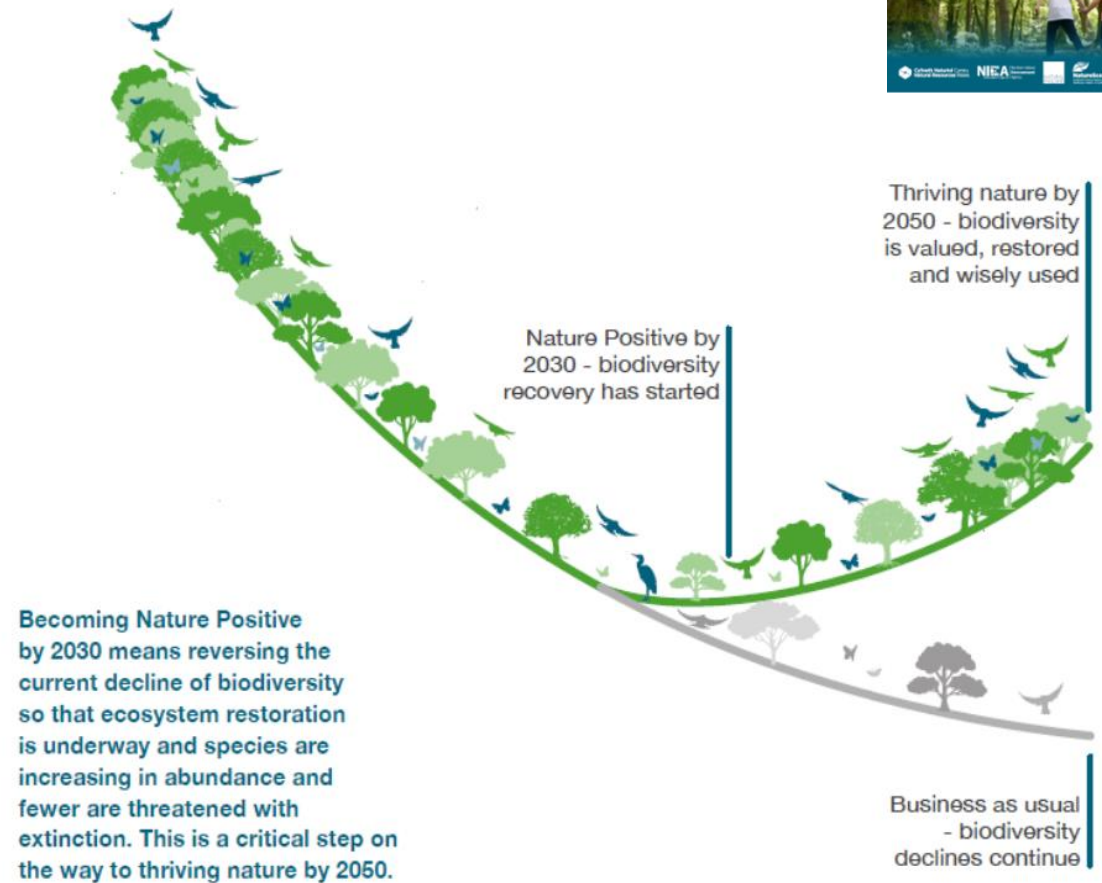 NIEA
Thriving nature by
2050 - biodiversity
is valued, restored
and wisely used
Nature Positive by
2030 - biodiversity
recovery has started
Becoming Nature Positive
by 2030 means reversing the
current decline of biodiversity
so that ecosystem restoration
is underway and species are
increasing in abundance and
fewer are threatened with
extinction. This is a critical step on
the way to thriving nature by 2050.
Business as usual
- biodiversity
declines continue